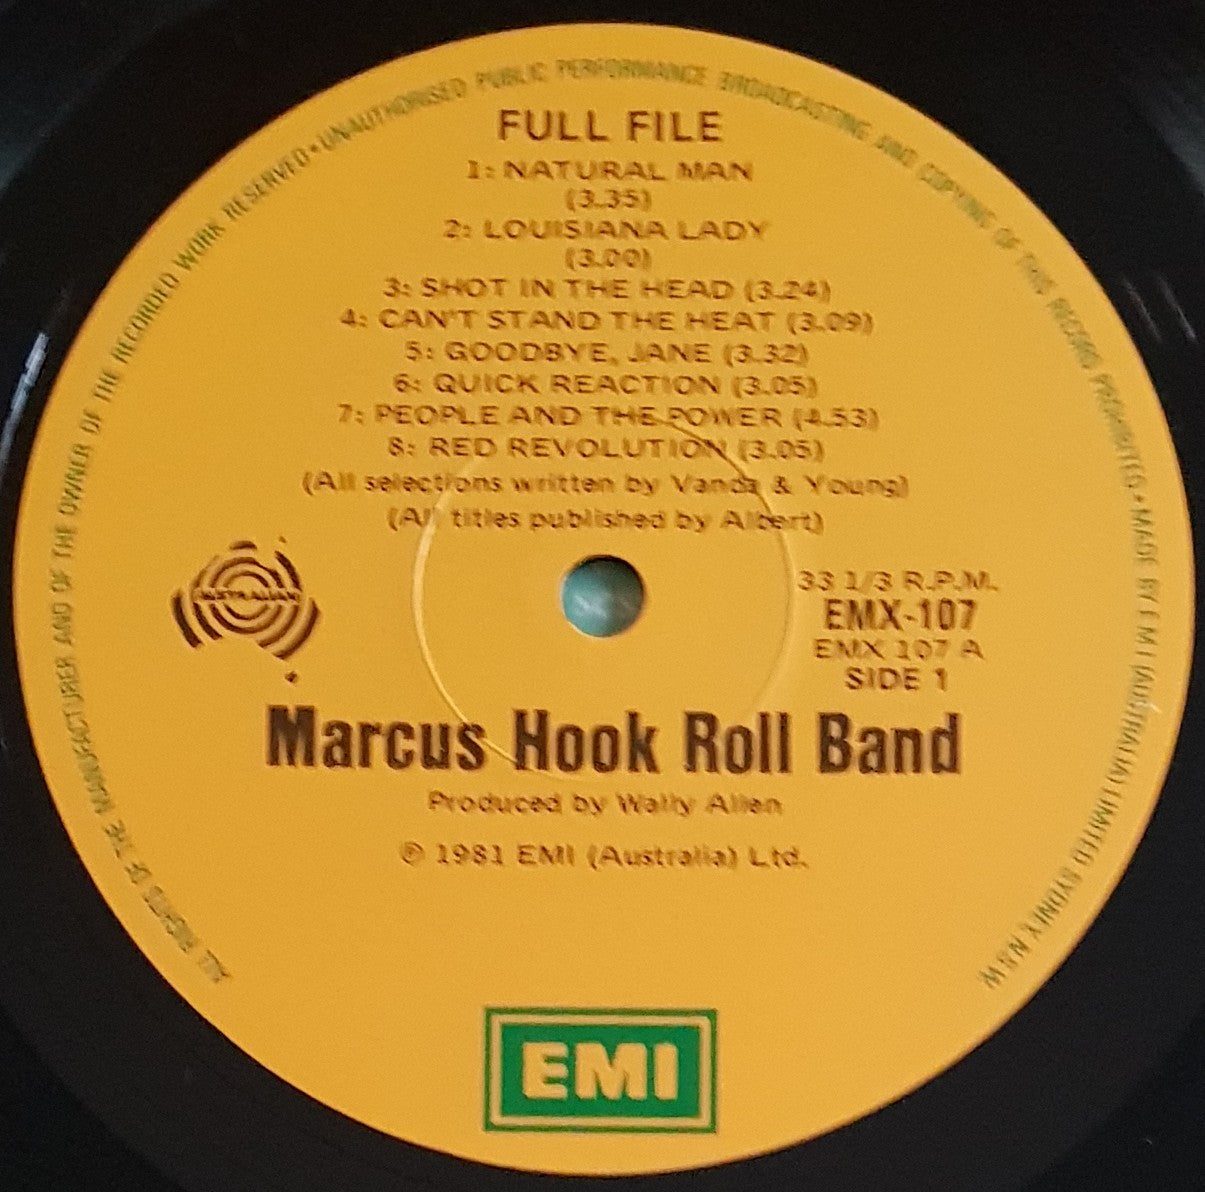 ALL RIGHTS OF THE MANUFACTURER AND OF THE OWNER OF THE RECORDED WORK RESERVED • UNAUTHORISED PUBLIC PERFORMANCE BROADCASTING AND COPYING OF THIS RECORD PROHIBITED • MADE BY E M I (AUSTRALIA) LIMITED SYDNEY. N S W.
FULL FILE
1: NATURAL MAN
(3.35)
2: LOUISIANA LADY
(3.00)
3: SHOT IN THE HEAD (3.24)
4: CAN'T STAND THE HEAT (3.09)
5: GOODBYE, JANE (3.32)
6: QUICK REACTION (3.05)
7: PEOPLE AND THE POWER (4.53)
8: RED REVOLUTION (3.05)
(All selections written by Vanda & Young)
(All titles published by Albert)
AUSTRALIAN
33 1/3 R.P.M.
EMX-107
EMX 107 A
SIDE 1
Marcus Hook Roll Band
Produced by Wally Allen
℗ 1981 EMI (Australia) Ltd.
EMI